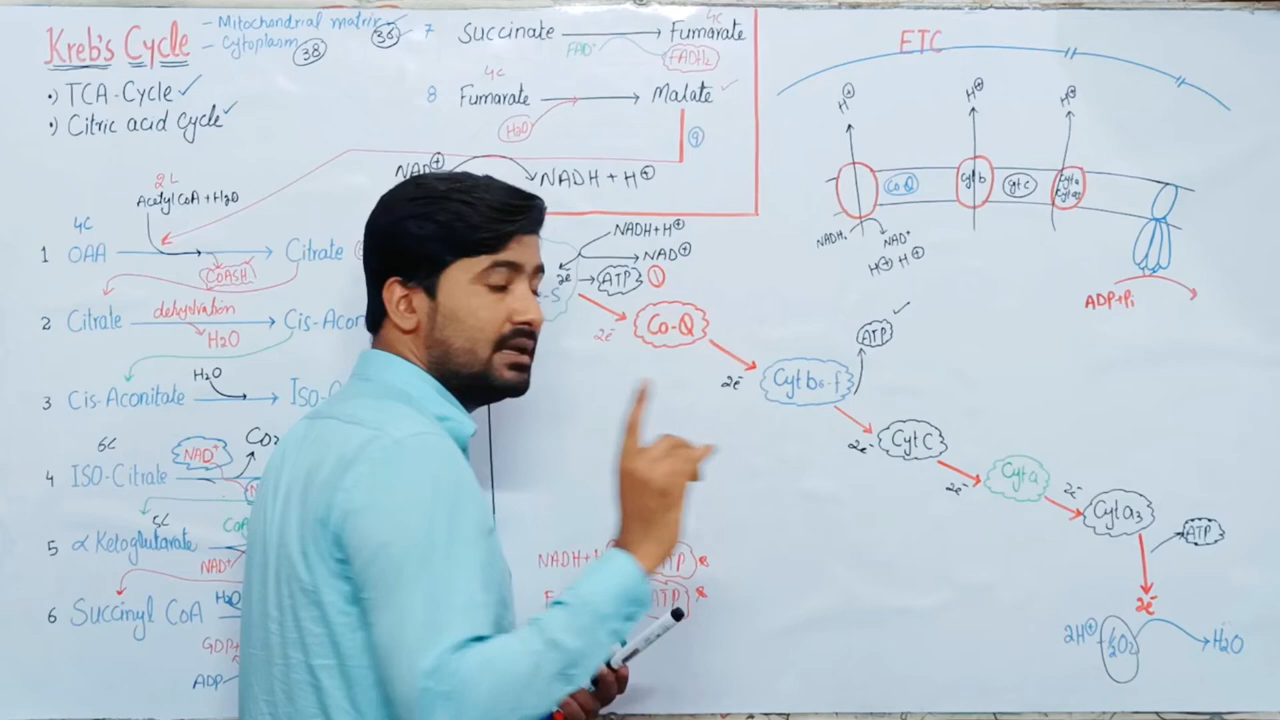 Kreb's Cycle
- Mitochondrial matrix 36
- Cytoplasm 38
•) TCA-Cycle ✓
•) Citric acid Cycle ✓
2C
Acetyl CoA + H2O
4C
1 OAA → Citrate
CoASH
2 Citrate dehydration → Cis-Acon
H2O
H2O
3 Cis-Aconitate → ISO-
6C
NAD+
CO2
4 ISO-Citrate
5C
5 α Ketoglutarate
NAD+
6 Succinyl CoA
H2O
GDP+
ADP
7 Succinate → Fumarate
4C
FAD+
FADH2
4C
8 Fumarate → Malate ✓
H2O
9
NAD⊕
NADH + H⊕
NADH+H⊕
NAD⊕
2e-
ATP 1
2e-
Co-Q
2e-
Cyt b6-f
ATP ✓
2e-
Cyt C
2e-
Cyt a
2e-
Cyt a3
ATP
2e-
2H⊕ ½O2 → H2O
NADH+H
ATP
ATP
ETC
H⊕
H⊕
H⊕
Co-Q
Cyt b
Cyt c
Cyt a
Cyt a3
NADH2
NAD+
H⊕ H⊕
ADP+Pi